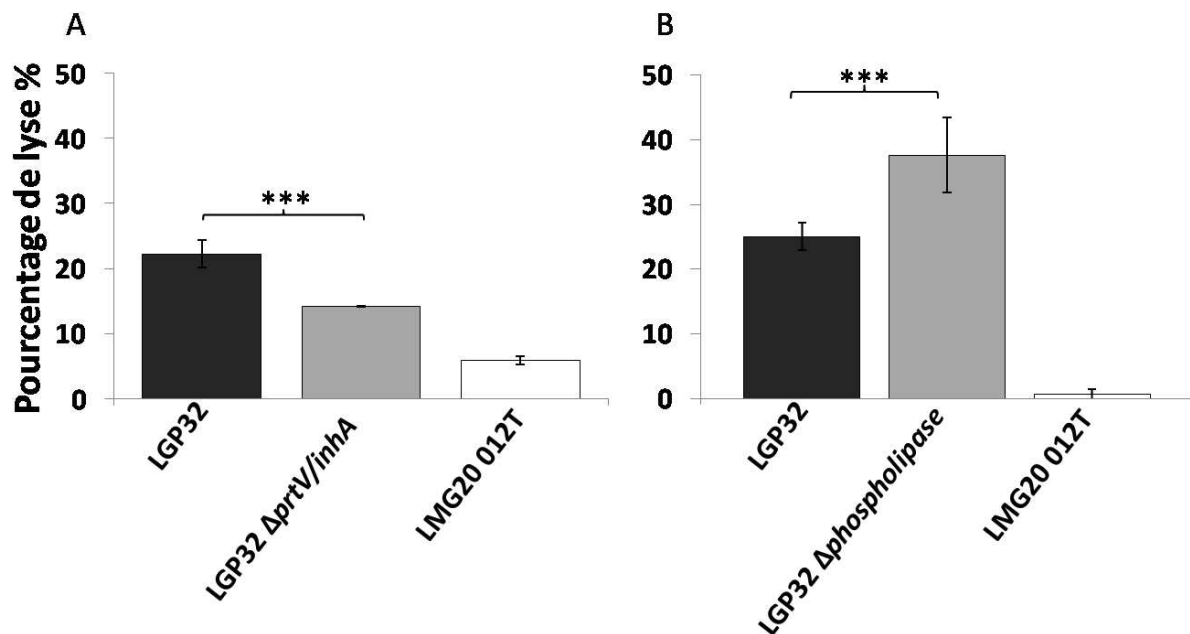 A
Pourcentage de lyse %
50
40
30
20
10
0
***
LGP32
LGP32 ΔprtV/inhA
LMG20 012T
B
50
40
30
20
10
0
***
LGP32
LGP32 Δphospholipase
LMG20 012T